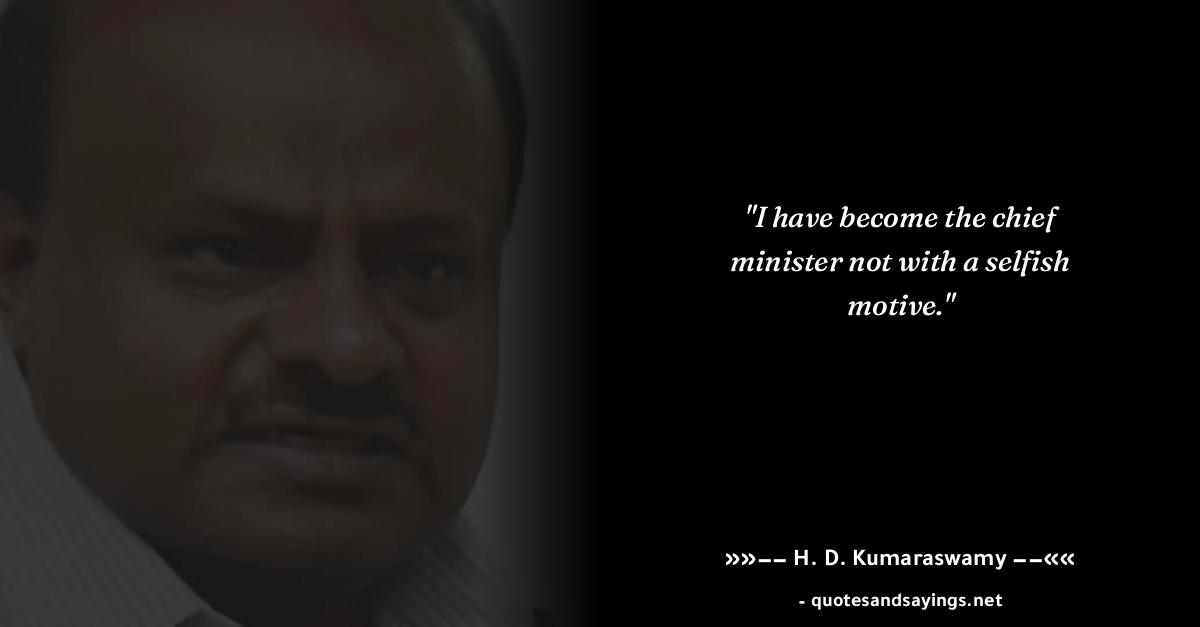 "I have become the chief
minister not with a selfish
motive."
»»−− H. D. Kumaraswamy −−««
- quotesandsayings.net